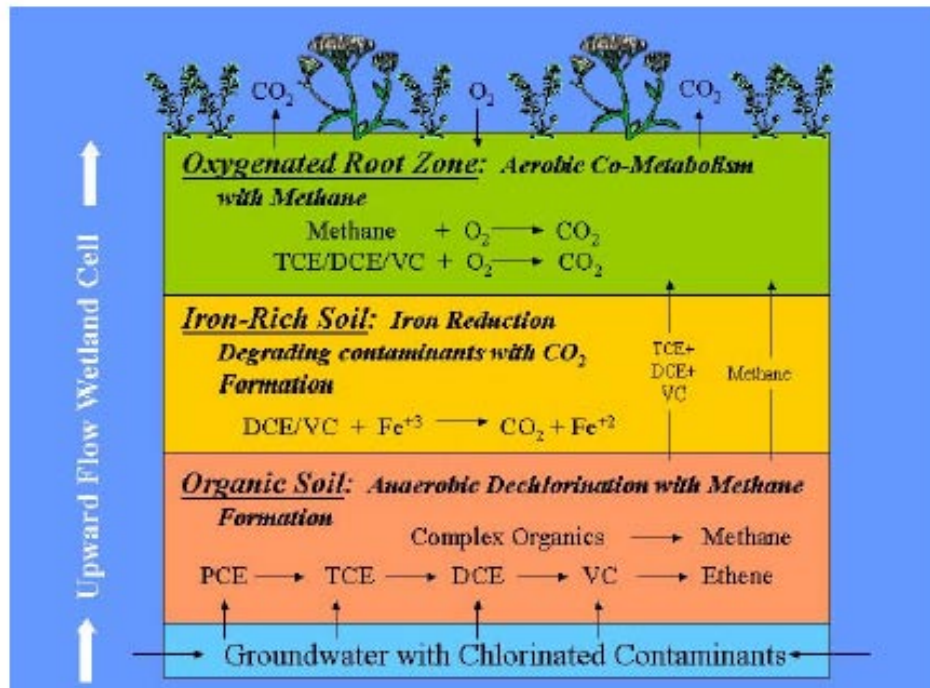 CO₂ O₂ CO₂
Oxygenated Root Zone: Aerobic Co-Metabolism
with Methane
Methane + O₂ → CO₂
TCE/DCE/VC + O₂ → CO₂
Iron-Rich Soil: Iron Reduction
Degrading contaminants with CO₂
Formation
DCE/VC + Fe⁺³ → CO₂ + Fe⁺²
TCE+
DCE+
VC
Methane
Organic Soil: Anaerobic Dechlorination with Methane
Formation
Complex Organics → Methane
PCE → TCE → DCE → VC → Ethene
Groundwater with Chlorinated Contaminants
Upward Flow Wetland Cell